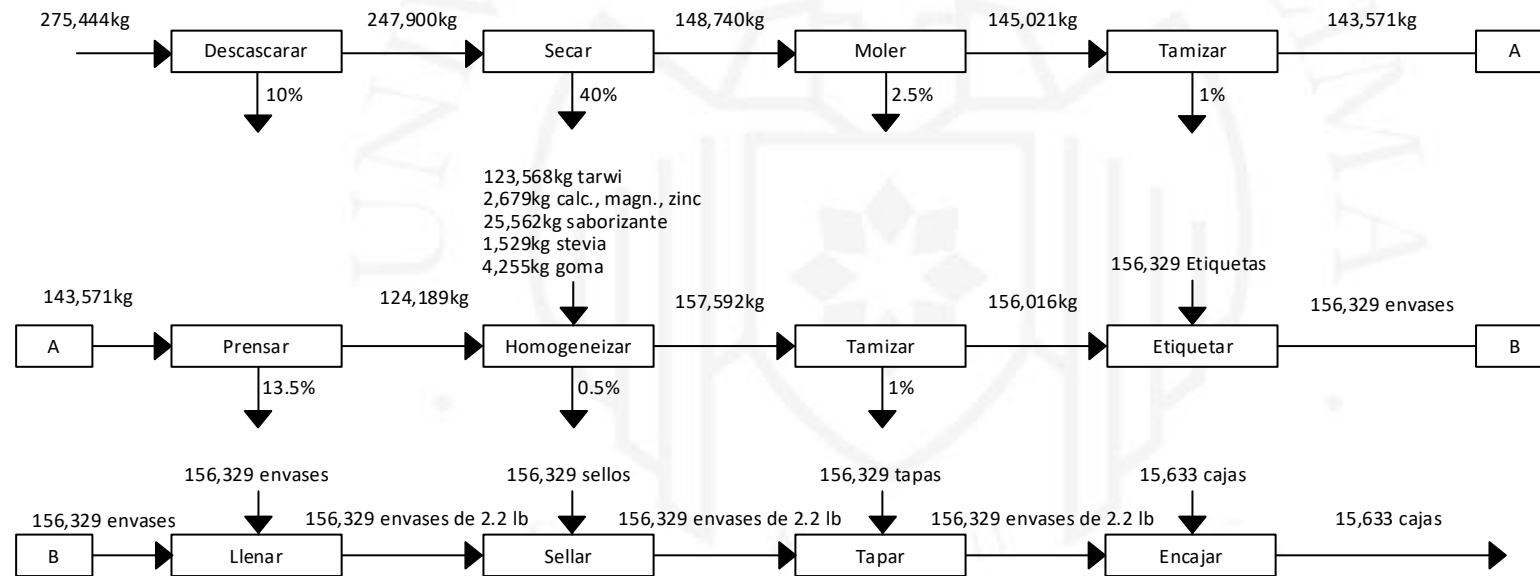 275,444kg
247,900kg
148,740kg
145,021kg
143,571kg
Descascarar
Secar
Moler
Tamizar
A
10%
40%
2.5%
1%
123,568kg tarwi
2,679kg calc., magn., zinc
25,562kg saborizante
1,529kg stevia
4,255kg goma
156,329 Etiquetas
143,571kg
124,189kg
157,592kg
156,016kg
156,329 envases
A
Prensar
Homogeneizar
Tamizar
Etiquetar
B
13.5%
0.5%
1%
156,329 envases
156,329 sellos
156,329 tapas
15,633 cajas
156,329 envases
156,329 envases de 2.2 lb
156,329 envases de 2.2 lb
156,329 envases de 2.2 lb
15,633 cajas
B
Llenar
Sellar
Tapar
Encajar